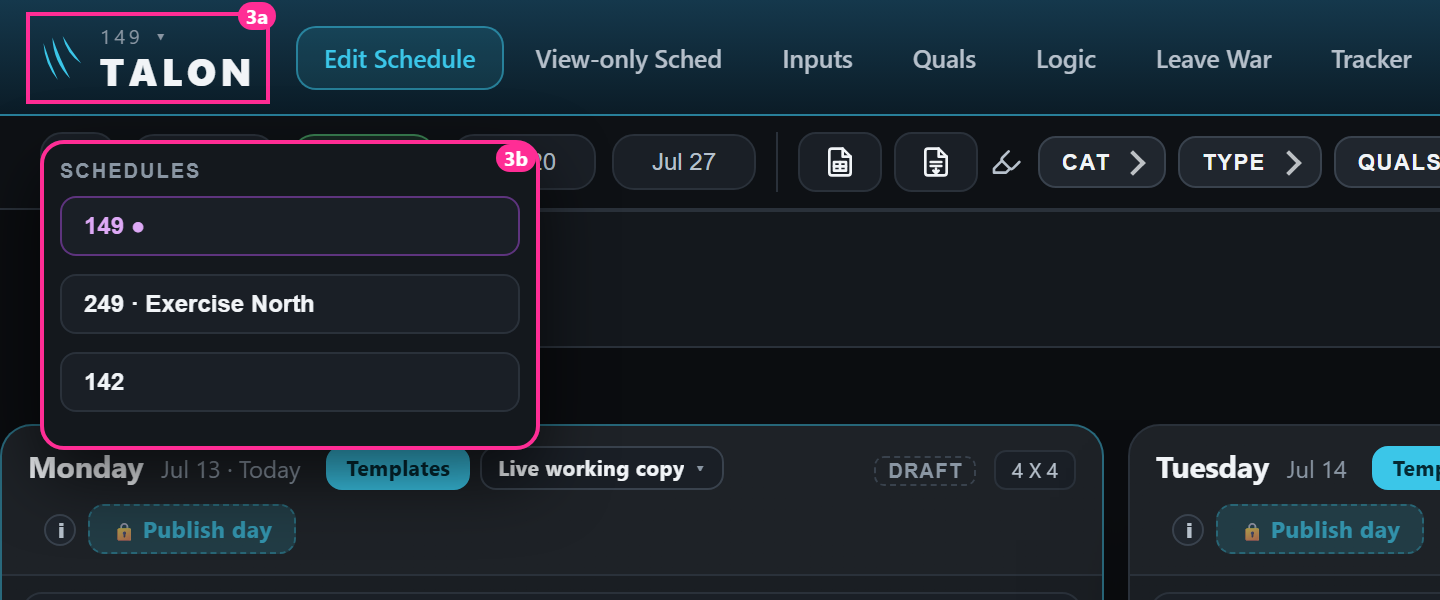 3a
149 ▾
TALON
Edit Schedule
View-only Sched
Inputs
Quals
Logic
Leave War
Tracker
20
Jul 27
CAT
TYPE
QUALS
3b
SCHEDULES
149 ●
249 · Exercise North
142
Monday Jul 13 · Today
Templates
Live working copy ▾
DRAFT
4 X 4
i
Publish day
Tuesday Jul 14
Temp
i
Publish day